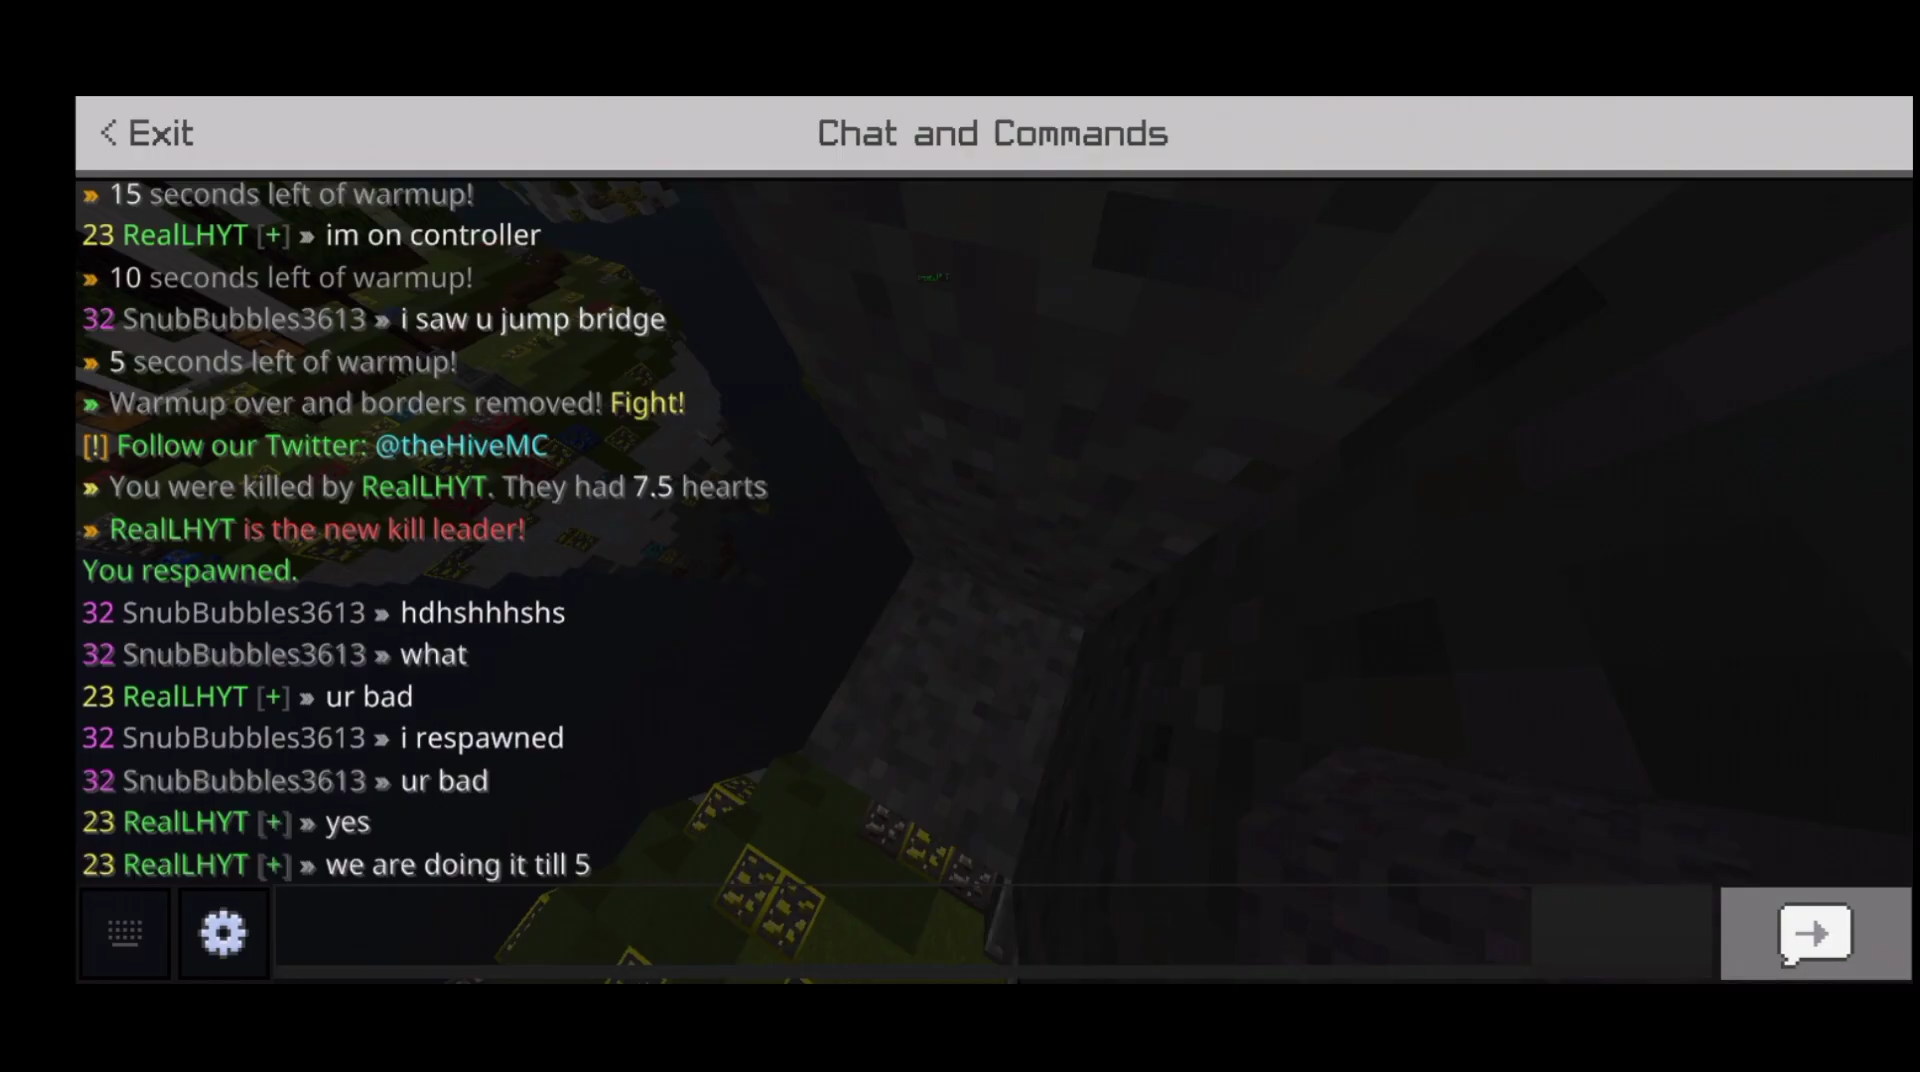 < Exit
Chat and Commands
» 15 seconds left of warmup!
23 RealLHYT [+] » im on controller
» 10 seconds left of warmup!
32 SnubBubbles3613 » i saw u jump bridge
» 5 seconds left of warmup!
» Warmup over and borders removed! Fight!
[!] Follow our Twitter: @theHiveMC
» You were killed by RealLHYT. They had 7.5 hearts
» RealLHYT is the new kill leader!
You respawned.
32 SnubBubbles3613 » hdhshhhshs
32 SnubBubbles3613 » what
23 RealLHYT [+] » ur bad
32 SnubBubbles3613 » i respawned
32 SnubBubbles3613 » ur bad
23 RealLHYT [+] » yes
23 RealLHYT [+] » we are doing it till 5